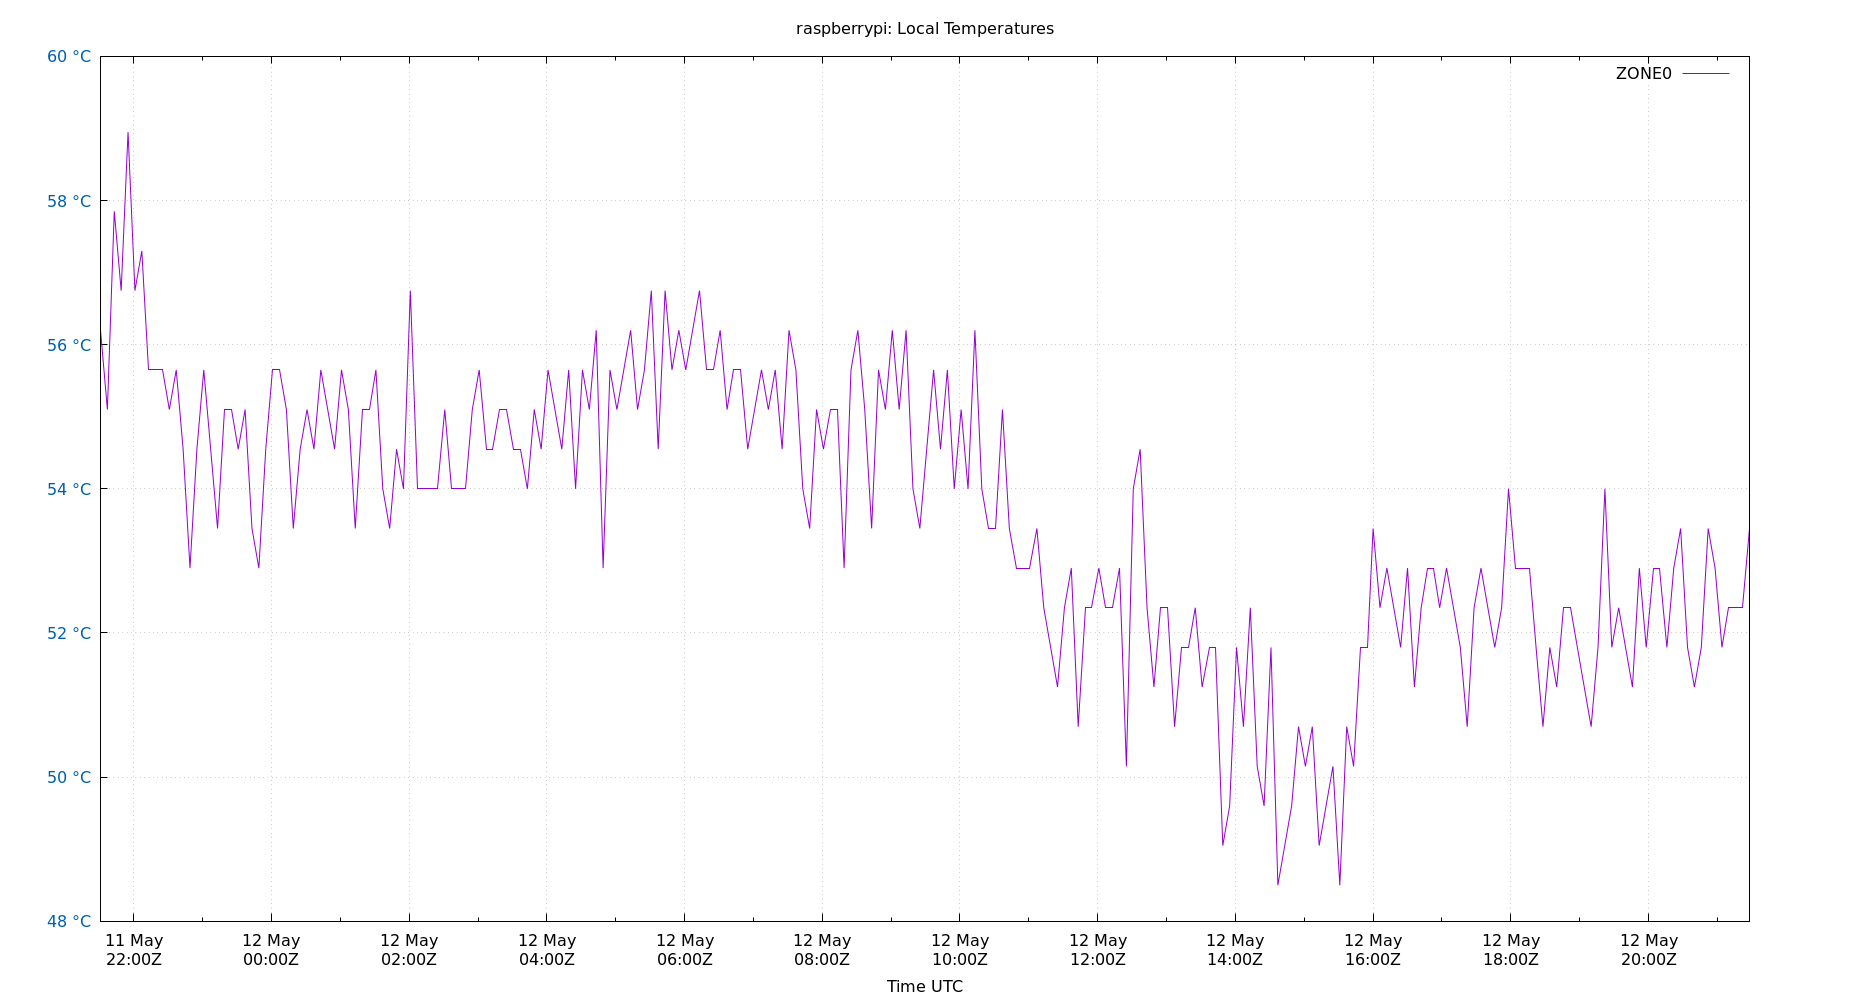 raspberrypi: Local Temperatures
60 °C
ZONE0
58 °C
56 °C
54 °C
52 °C
50 °C
48 °C
11 May 12 May 12 May 12 May 12 May 12 May 12 May 12 May 12 May 12 May 12 May 12 May
22:00Z 00:00Z 02:00Z 04:00Z 06:00Z 08:00Z 10:00Z 12:00Z 14:00Z 16:00Z 18:00Z 20:00Z
Time UTC